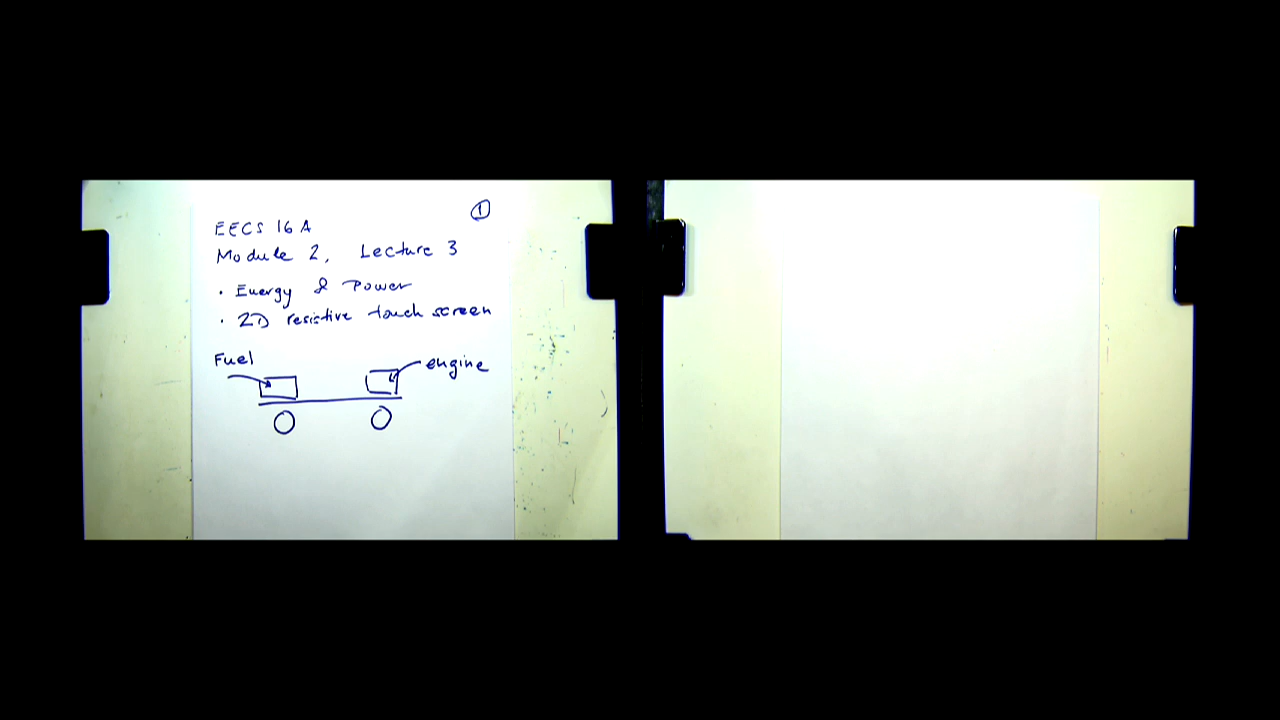 ①
EECS 16A
Module 2, Lecture 3
• Energy & Power
• 2D resistive touch screen
Fuel
engine